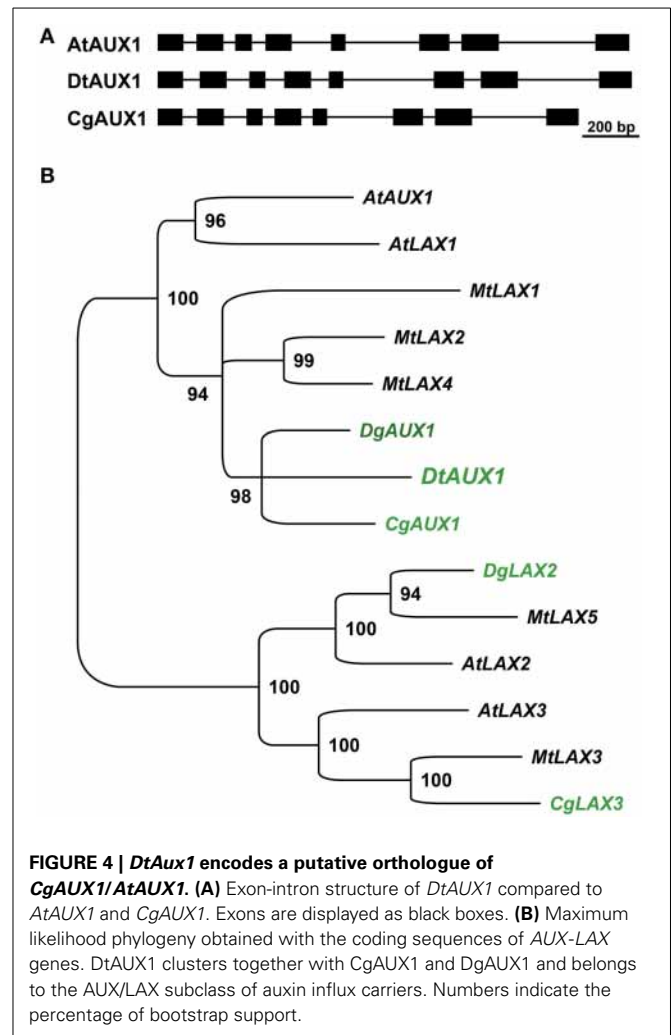 A
AtAUX1
DtAUX1
CgAUX1
200 bp
B
AtAUX1
96
AtLAX1
100
MtLAX1
MtLAX2
99
MtLAX4
94
DgAUX1
DtAUX1
98
CgAUX1
DgLAX2
94
MtLAX5
100
AtLAX2
100
AtLAX3
100
MtLAX3
100
CgLAX3
FIGURE 4 | DtAux1 encodes a putative orthologue of
CgAUX1/AtAUX1. (A) Exon-intron structure of DtAUX1 compared to
AtAUX1 and CgAUX1. Exons are displayed as black boxes. (B) Maximum
likelihood phylogeny obtained with the coding sequences of AUX-LAX
genes. DtAUX1 clusters together with CgAUX1 and DgAUX1 and belongs
to the AUX/LAX subclass of auxin influx carriers. Numbers indicate the
percentage of bootstrap support.